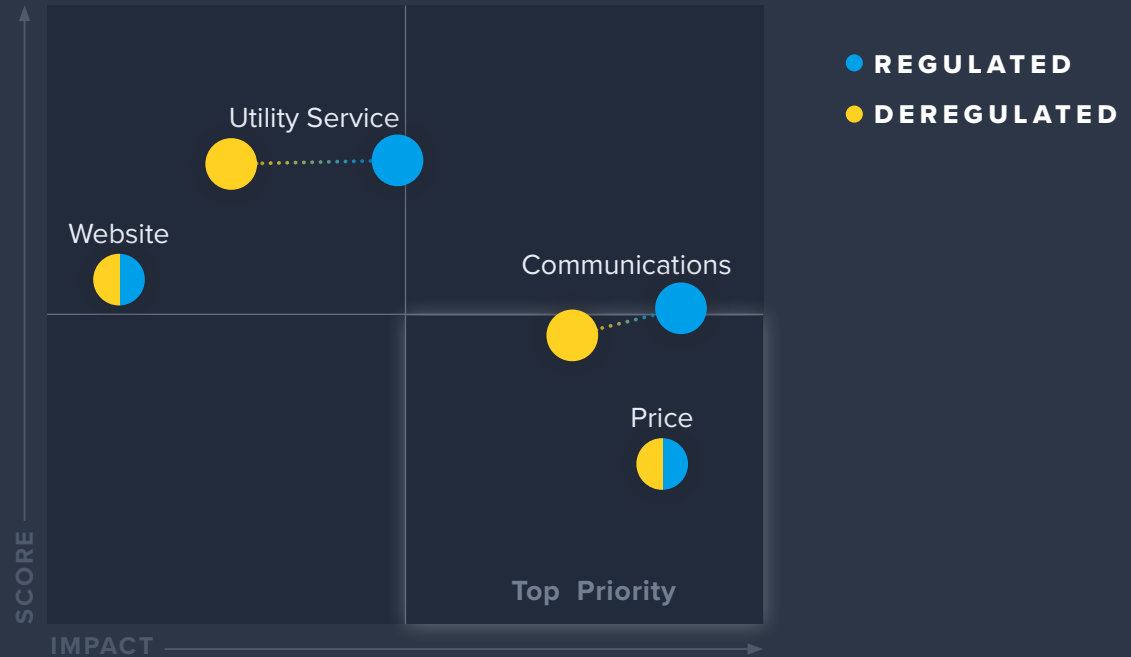 REGULATED
DEREGULATED
Utility Service
Website
Communications
Price
Top Priority
SCORE
IMPACT